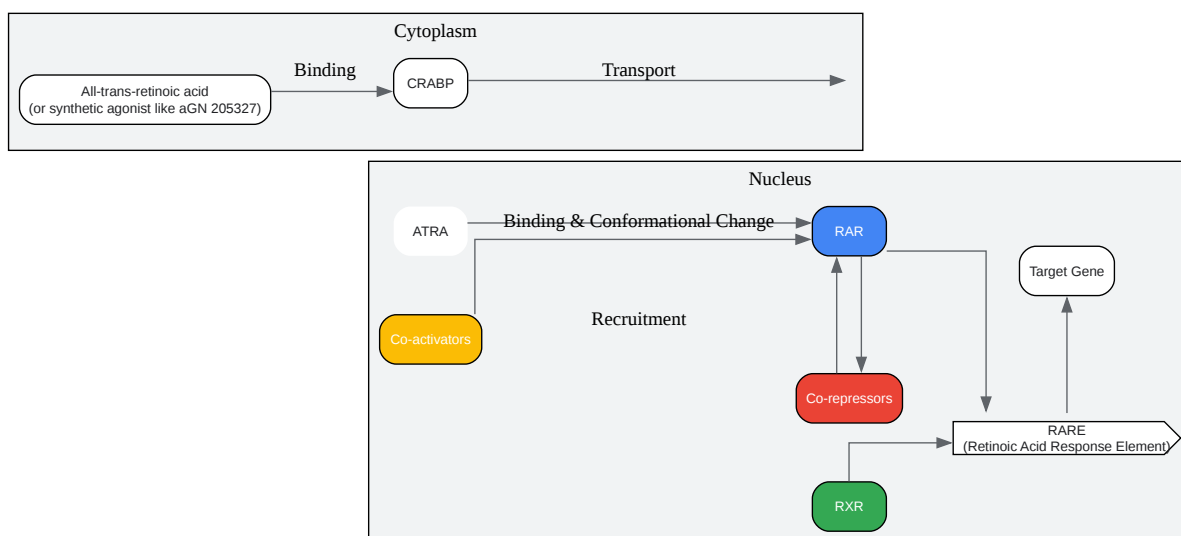 Cytoplasm
Binding
Transport
CRABP
All-trans-retinoic acid
(or synthetic agonist like aGN 205327)
Nucleus
Binding & Conformational Change
ATRA
RAR
Target Gene
Recruitment
Co-activators
Co-repressors
RARE
(Retinoic Acid Response Element)
RXR